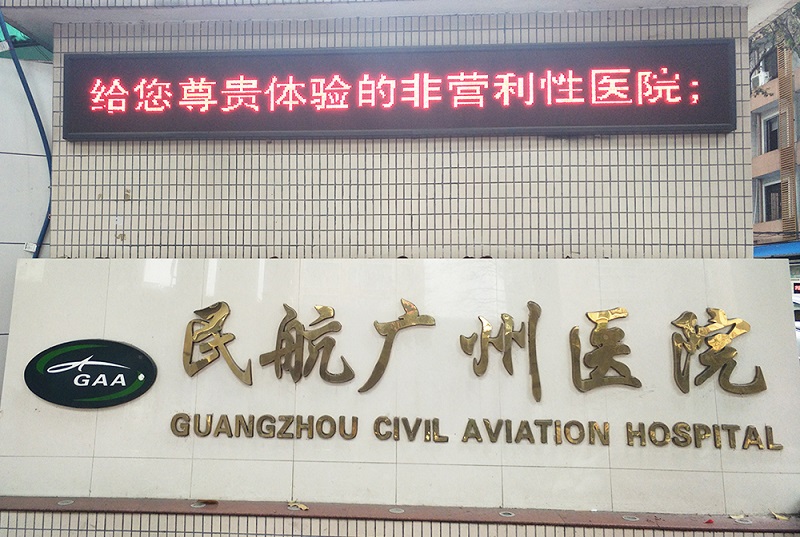 给您尊贵体验的非营利性医院;
民航广州医院
GAA
GUANGZHOU CIVIL AVIATION HOSPITAL